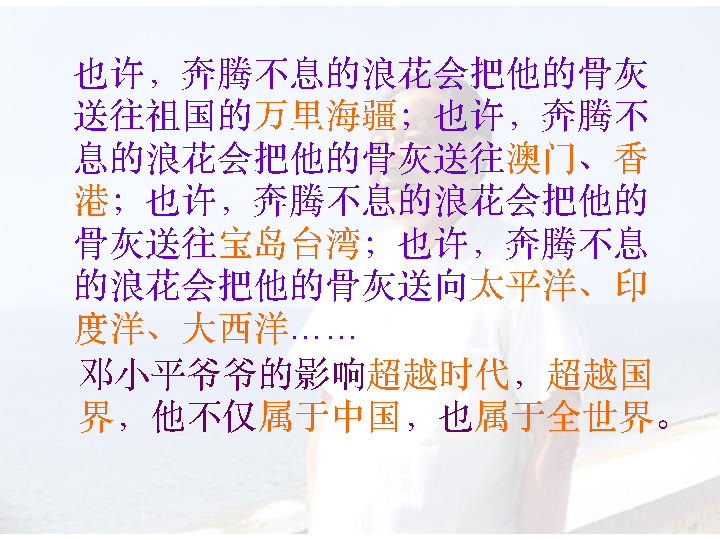 也许，奔腾不息的浪花会把他的骨灰
送往祖国的万里海疆；也许，奔腾不
息的浪花会把他的骨灰送往澳门、香
港；也许，奔腾不息的浪花会把他的
骨灰送往宝岛台湾；也许，奔腾不息
的浪花会把他的骨灰送向太平洋、印
度洋、大西洋……
邓小平爷爷的影响超越时代，超越国
界，他不仅属于中国，也属于全世界。